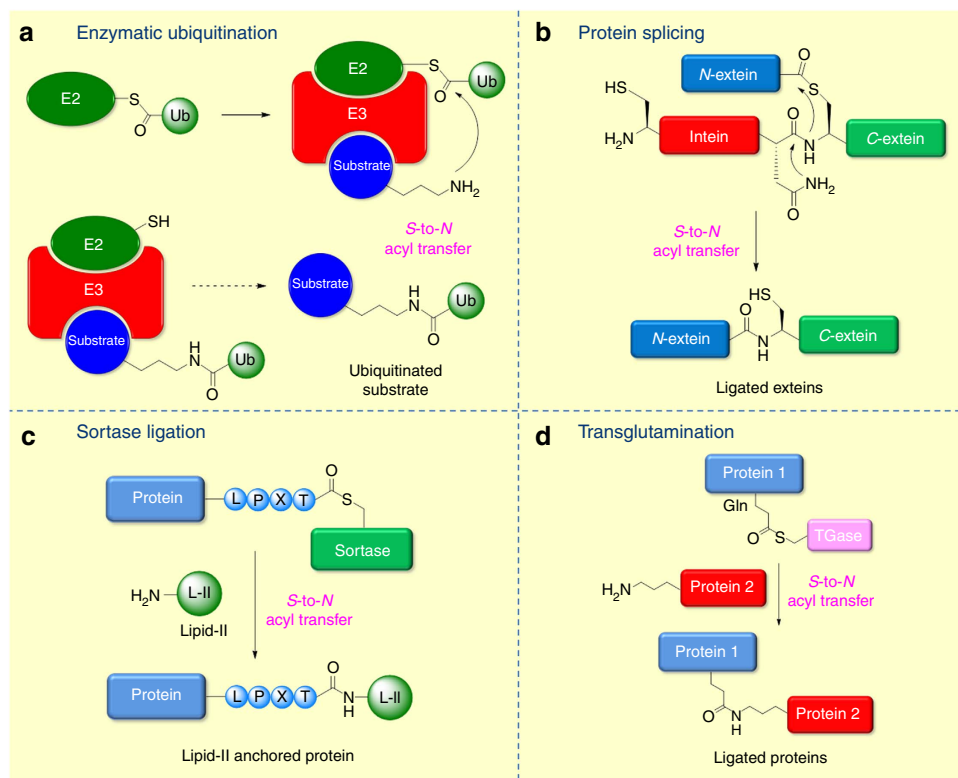 a Enzymatic ubiquitination
E2
S
O
Ub
E2
S
O
Ub
E3
Substrate
NH2
S-to-N
acyl transfer
SH
E2
E3
Substrate
H
N
O
Ub
Substrate
H
N
O
Ub
Ubiquitinated
substrate
b Protein splicing
N-extein
O
S
HS
H2N
Intein
O
N
H
C-extein
NH2
O
S-to-N
acyl transfer
HS
N-extein
O
N
H
C-extein
Ligated exteins
c Sortase ligation
Protein
L P X T
O
S
Sortase
H2N
L-II
Lipid-II
S-to-N
acyl transfer
Protein
L P X T
O
N
H
L-II
Lipid-II anchored protein
d Transglutamination
Protein 1
Gln
O
S
TGase
H2N
Protein 2
S-to-N
acyl transfer
Protein 1
O
N
H
Protein 2
Ligated proteins